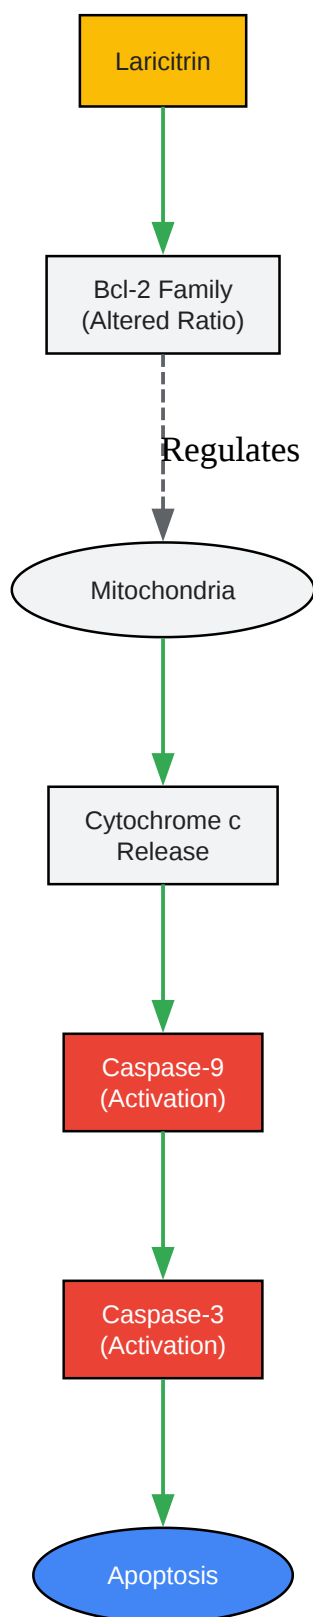 Laricitrin
Bcl-2 Family
(Altered Ratio)
Regulates
Mitochondria
Cytochrome c
Release
Caspase-9
(Activation)
Caspase-3
(Activation)
Apoptosis